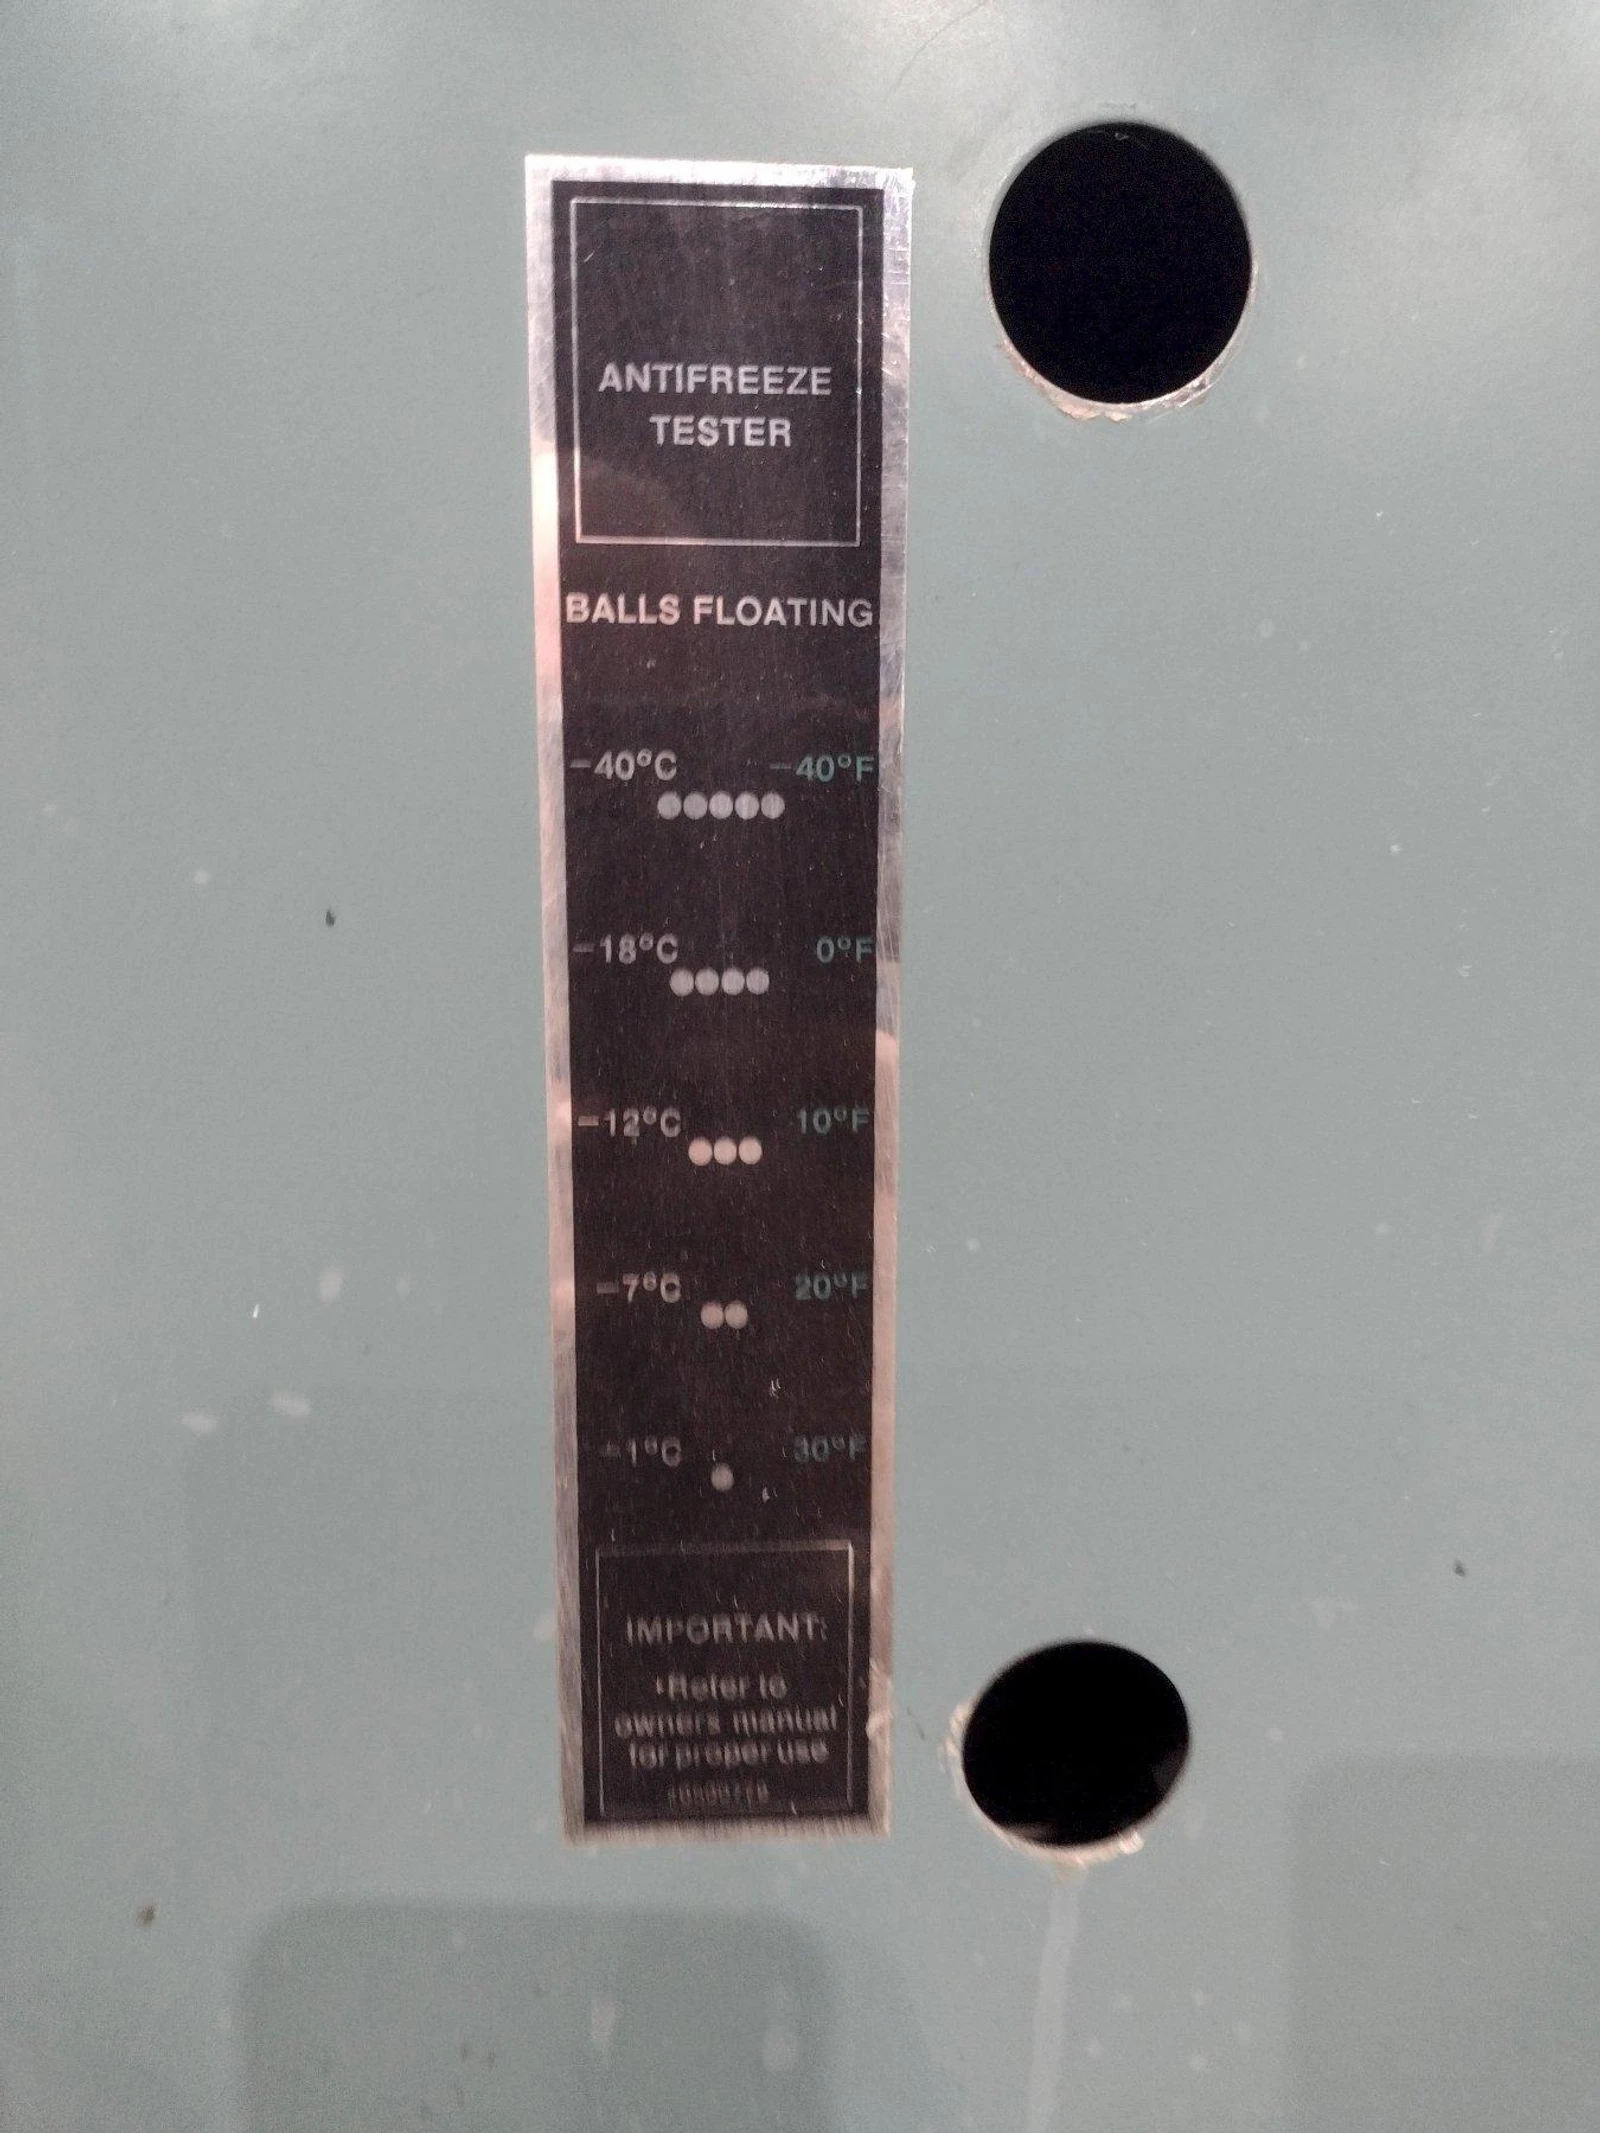 ANTIFREEZE
TESTER
BALLS FLOATING
-40°C -40°F
-18°C 0°F
-12°C 10°F
-7°C 20°F
-1°C 30°F
IMPORTANT:
Refer to
owners manual
for proper use